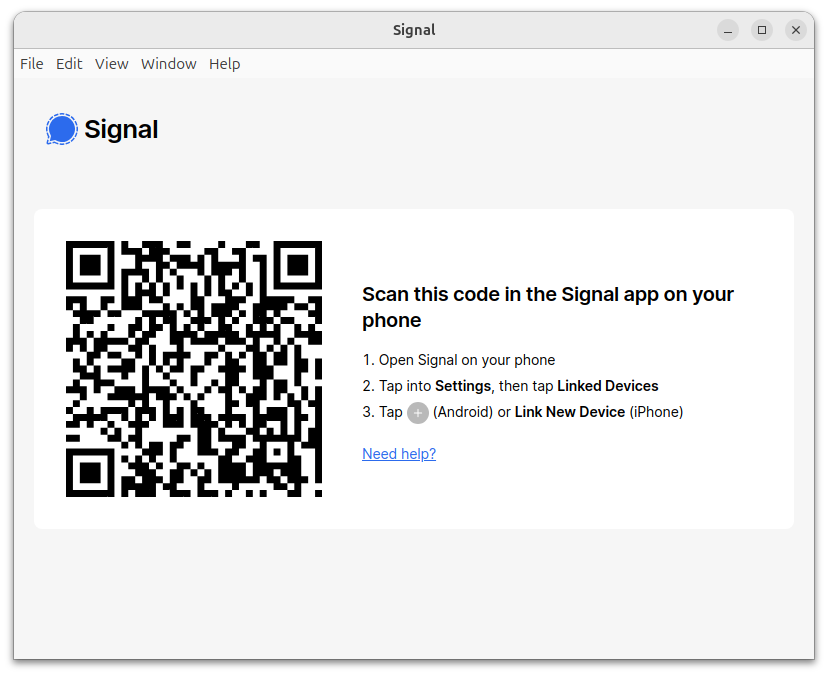 Signal
File Edit View Window Help
Signal
Scan this code in the Signal app on your
phone
1. Open Signal on your phone
2. Tap into Settings, then tap Linked Devices
3. Tap + (Android) or Link New Device (iPhone)
Need help?